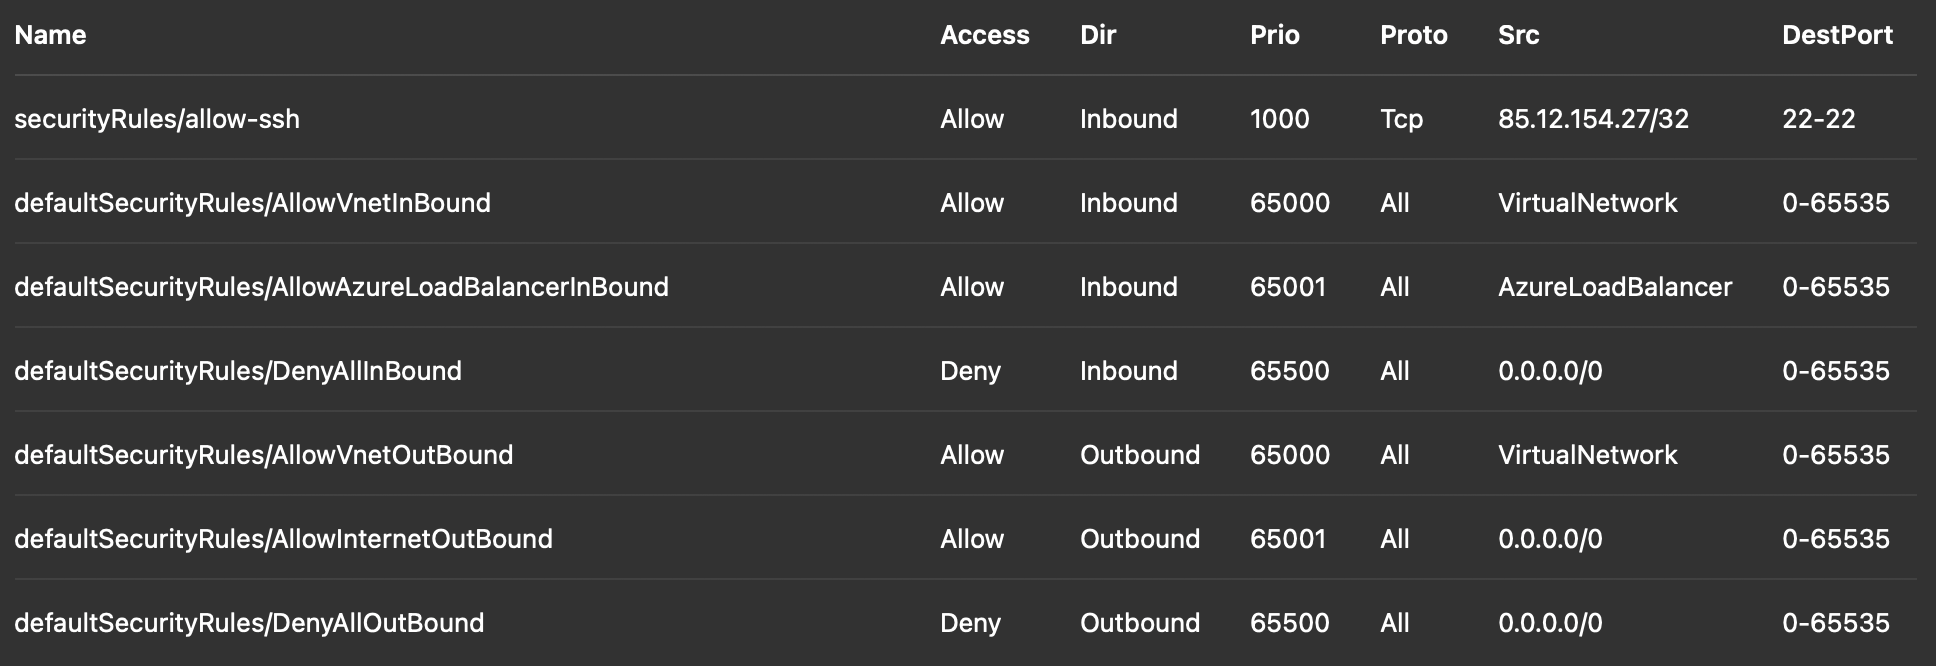 Name Access Dir Prio Proto Src DestPort
securityRules/allow-ssh Allow Inbound 1000 Tcp 85.12.154.27/32 22-22
defaultSecurityRules/AllowVnetInBound Allow Inbound 65000 All VirtualNetwork 0-65535
defaultSecurityRules/AllowAzureLoadBalancerInBound Allow Inbound 65001 All AzureLoadBalancer 0-65535
defaultSecurityRules/DenyAllInBound Deny Inbound 65500 All 0.0.0.0/0 0-65535
defaultSecurityRules/AllowVnetOutBound Allow Outbound 65000 All VirtualNetwork 0-65535
defaultSecurityRules/AllowInternetOutBound Allow Outbound 65001 All 0.0.0.0/0 0-65535
defaultSecurityRules/DenyAllOutBound Deny Outbound 65500 All 0.0.0.0/0 0-65535